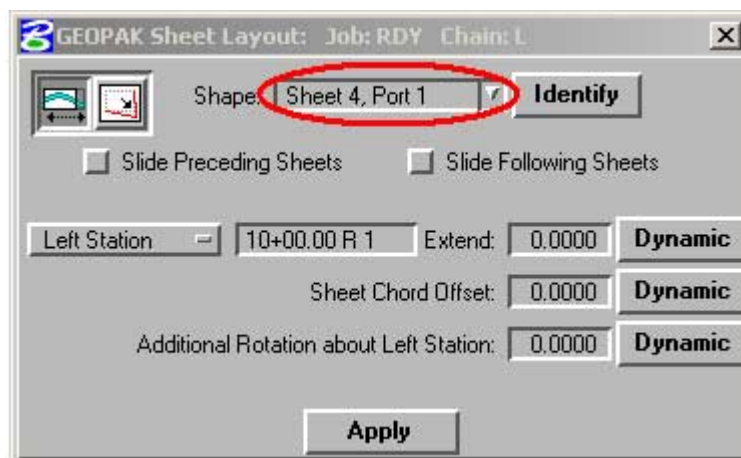 GEOPAK Sheet Layout: Job: RDY Chain: L
Shape: Sheet 4, Port 1 Identify
Slide Preceding Sheets Slide Following Sheets
Left Station 10+00.00 R 1 Extend: 0.0000 Dynamic
Sheet Chord Offset: 0.0000 Dynamic
Additional Rotation about Left Station: 0.0000 Dynamic
Apply